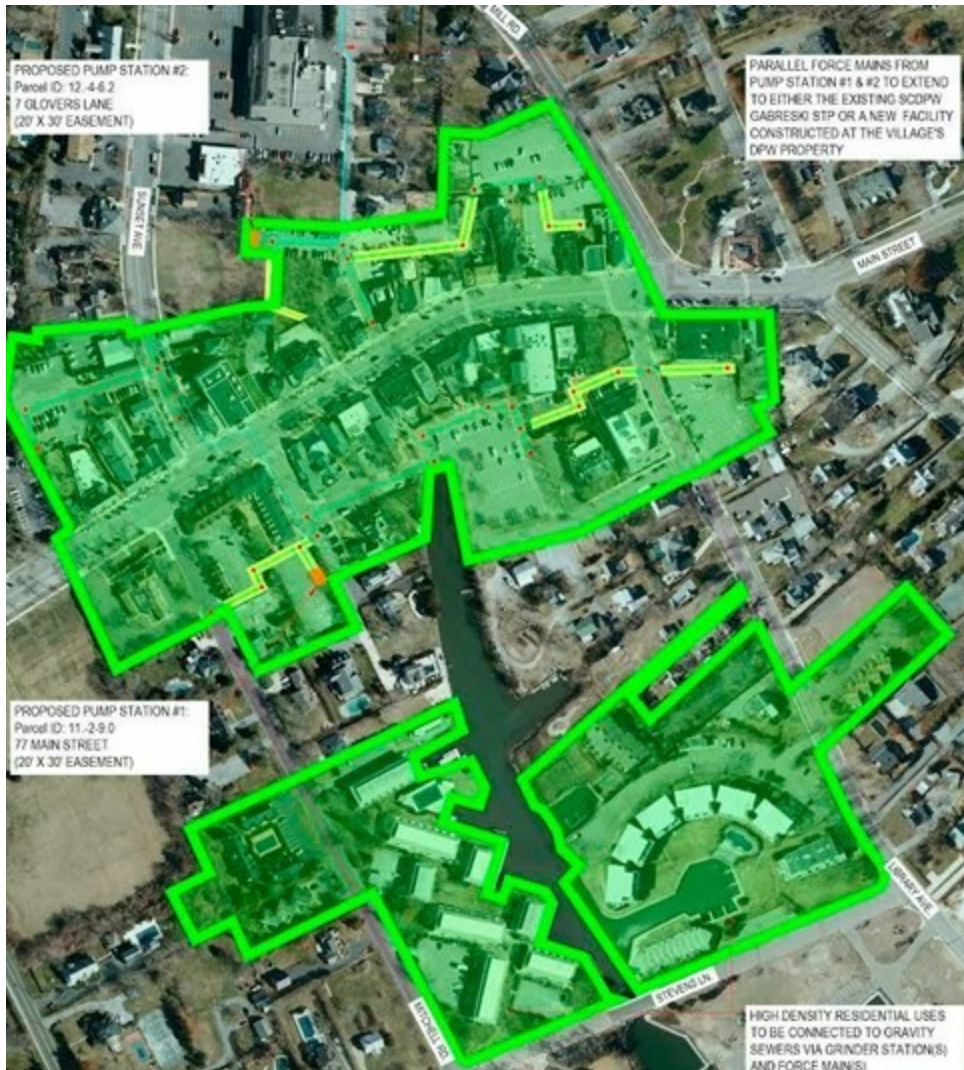 MILL RD.
PROPOSED PUMP STATION #2:
Parcel ID: 12.-4-6.2
7 GLOVERS LANE
(20' X 30' EASEMENT)
PARALLEL FORCE MAINS FROM
PUMP STATION #1 & #2 TO EXTEND
TO EITHER THE EXISTING SCDPW
GABRESKI STP OR A NEW FACILITY
CONSTRUCTED AT THE VILLAGE'S
DPW PROPERTY
SUNSET AVE
MAIN STREET
PROPOSED PUMP STATION #1:
Parcel ID: 11.-2-9.0
77 MAIN STREET
(20' X 30' EASEMENT)
LIBRARY AVE.
STEVENS LN.
MITCHELL RD.
HIGH DENSITY RESIDENTIAL USES
TO BE CONNECTED TO GRAVITY
SEWERS VIA GRINDER STATION(S)
AND FORCE MAIN(S)